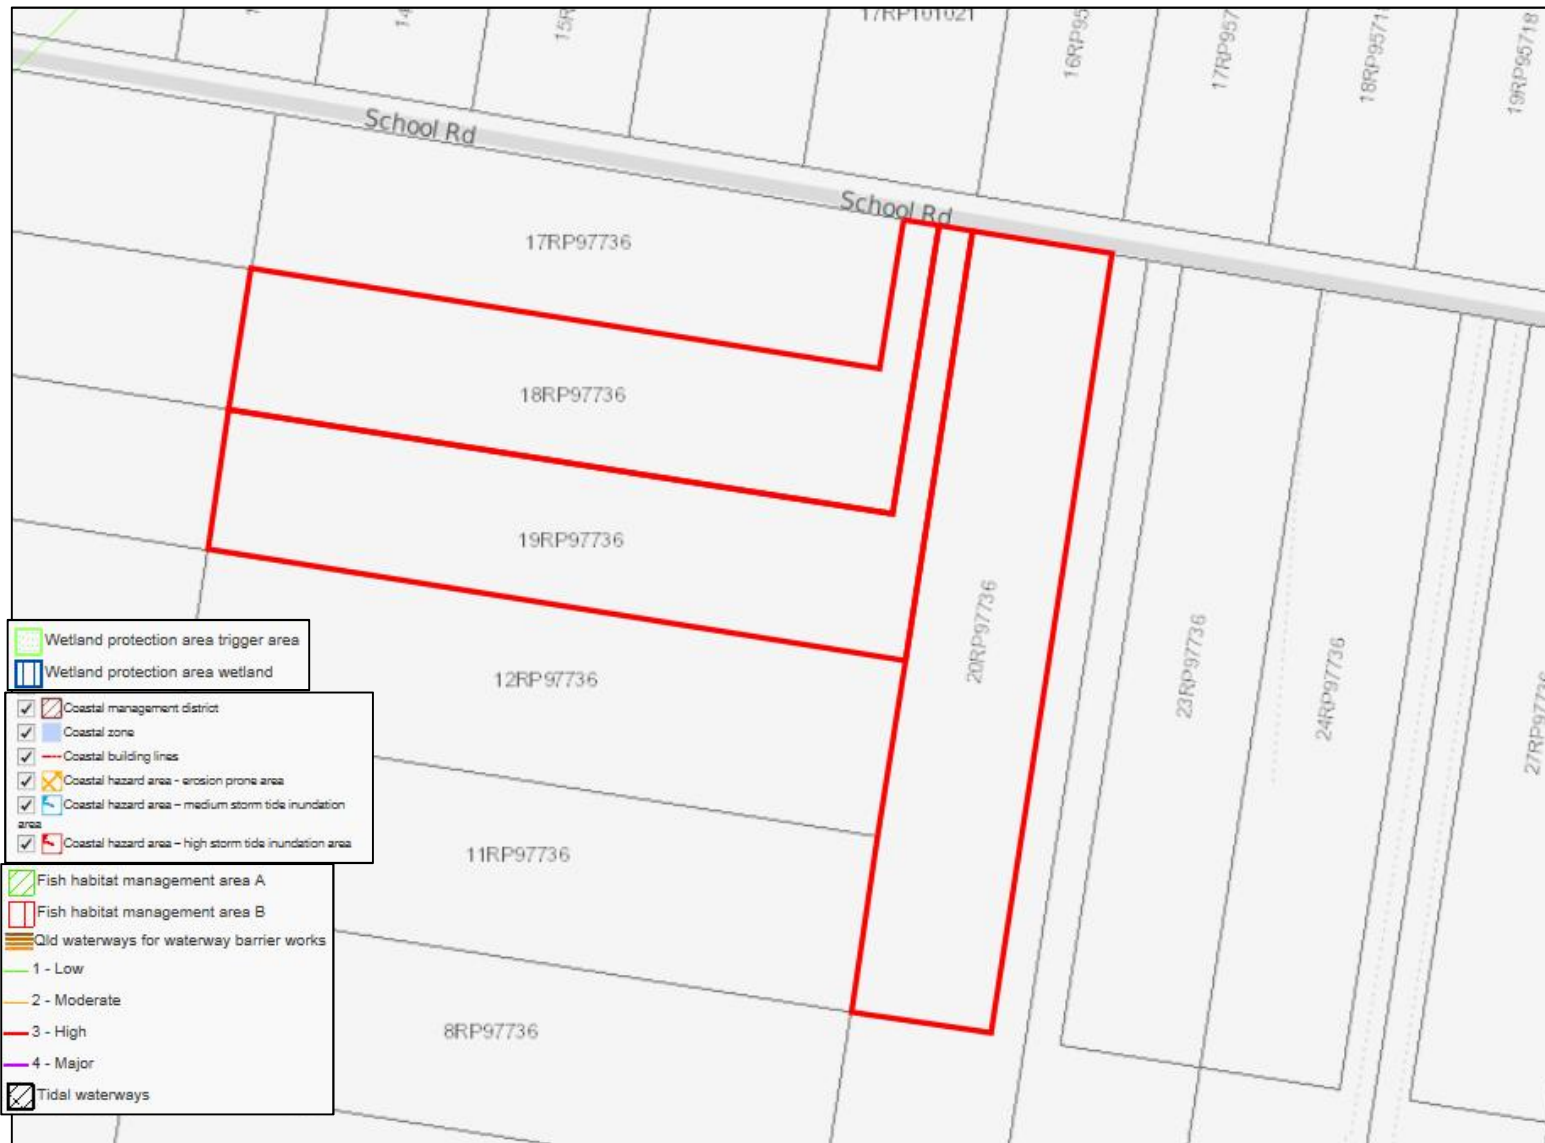 14
15R
17RP101021
16RP95
17RP957
18RP95718
19RP95718
School Rd
School Rd
17RP97736
18RP97736
19RP97736
20RP97736
12RP97736
23RP97736
24RP97736
27RP97736
11RP97736
8RP97736
Wetland protection area trigger area
Wetland protection area wetland
Coastal management district
Coastal zone
Coastal building lines
Coastal hazard area - erosion prone area
Coastal hazard area – medium storm tide inundation
area
Coastal hazard area – high storm tide inundation area
Fish habitat management area A
Fish habitat management area B
Qld waterways for waterway barrier works
1 - Low
2 - Moderate
3 - High
4 - Major
Tidal waterways